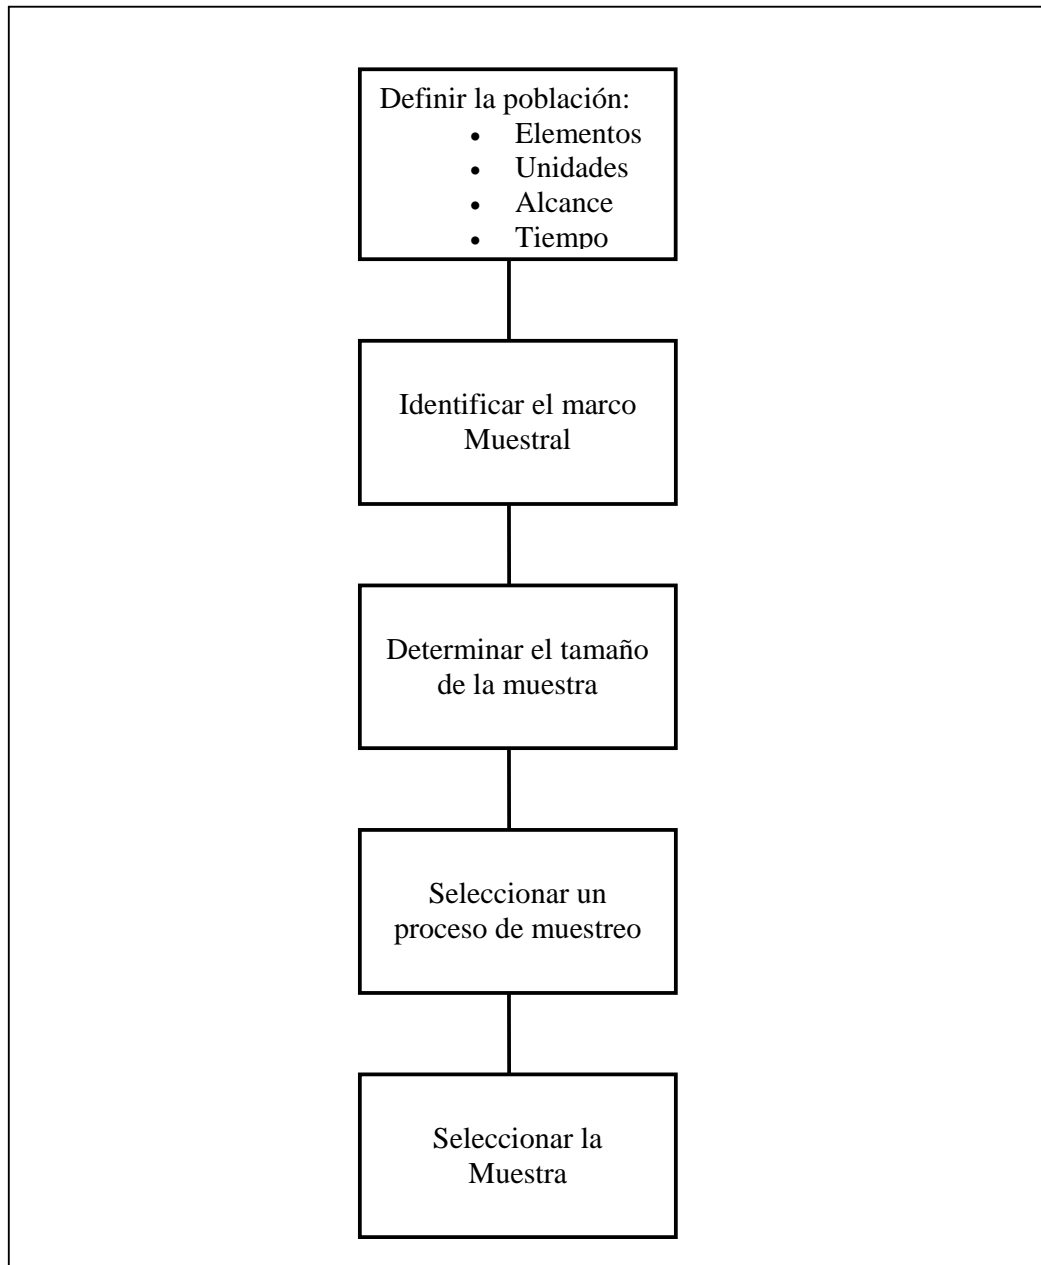 Definir la población:
• Elementos
• Unidades
• Alcance
• Tiempo
Identificar el marco
Muestral
Determinar el tamaño
de la muestra
Seleccionar un
proceso de muestreo
Seleccionar la
Muestra